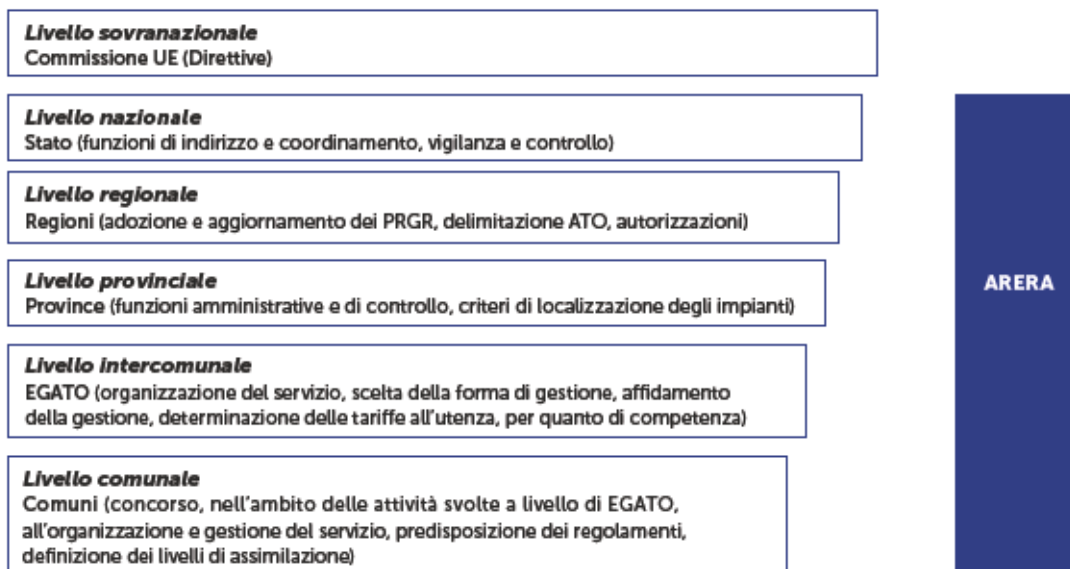 Livello sovranazionale
Commissione UE (Direttive)
Livello nazionale
Stato (funzioni di indirizzo e coordinamento, vigilanza e controllo)
Livello regionale
Regioni (adozione e aggiornamento dei PRGR, delimitazione ATO, autorizzazioni)
Livello provinciale
Province (funzioni amministrative e di controllo, criteri di localizzazione degli impianti)
Livello intercomunale
EGATO (organizzazione del servizio, scelta della forma di gestione, affidamento
della gestione, determinazione delle tariffe all'utenza, per quanto di competenza)
Livello comunale
Comuni (concorso, nell'ambito delle attività svolte a livello di EGATO,
all'organizzazione e gestione del servizio, predisposizione dei regolamenti,
definizione dei livelli di assimilazione)
ARERA